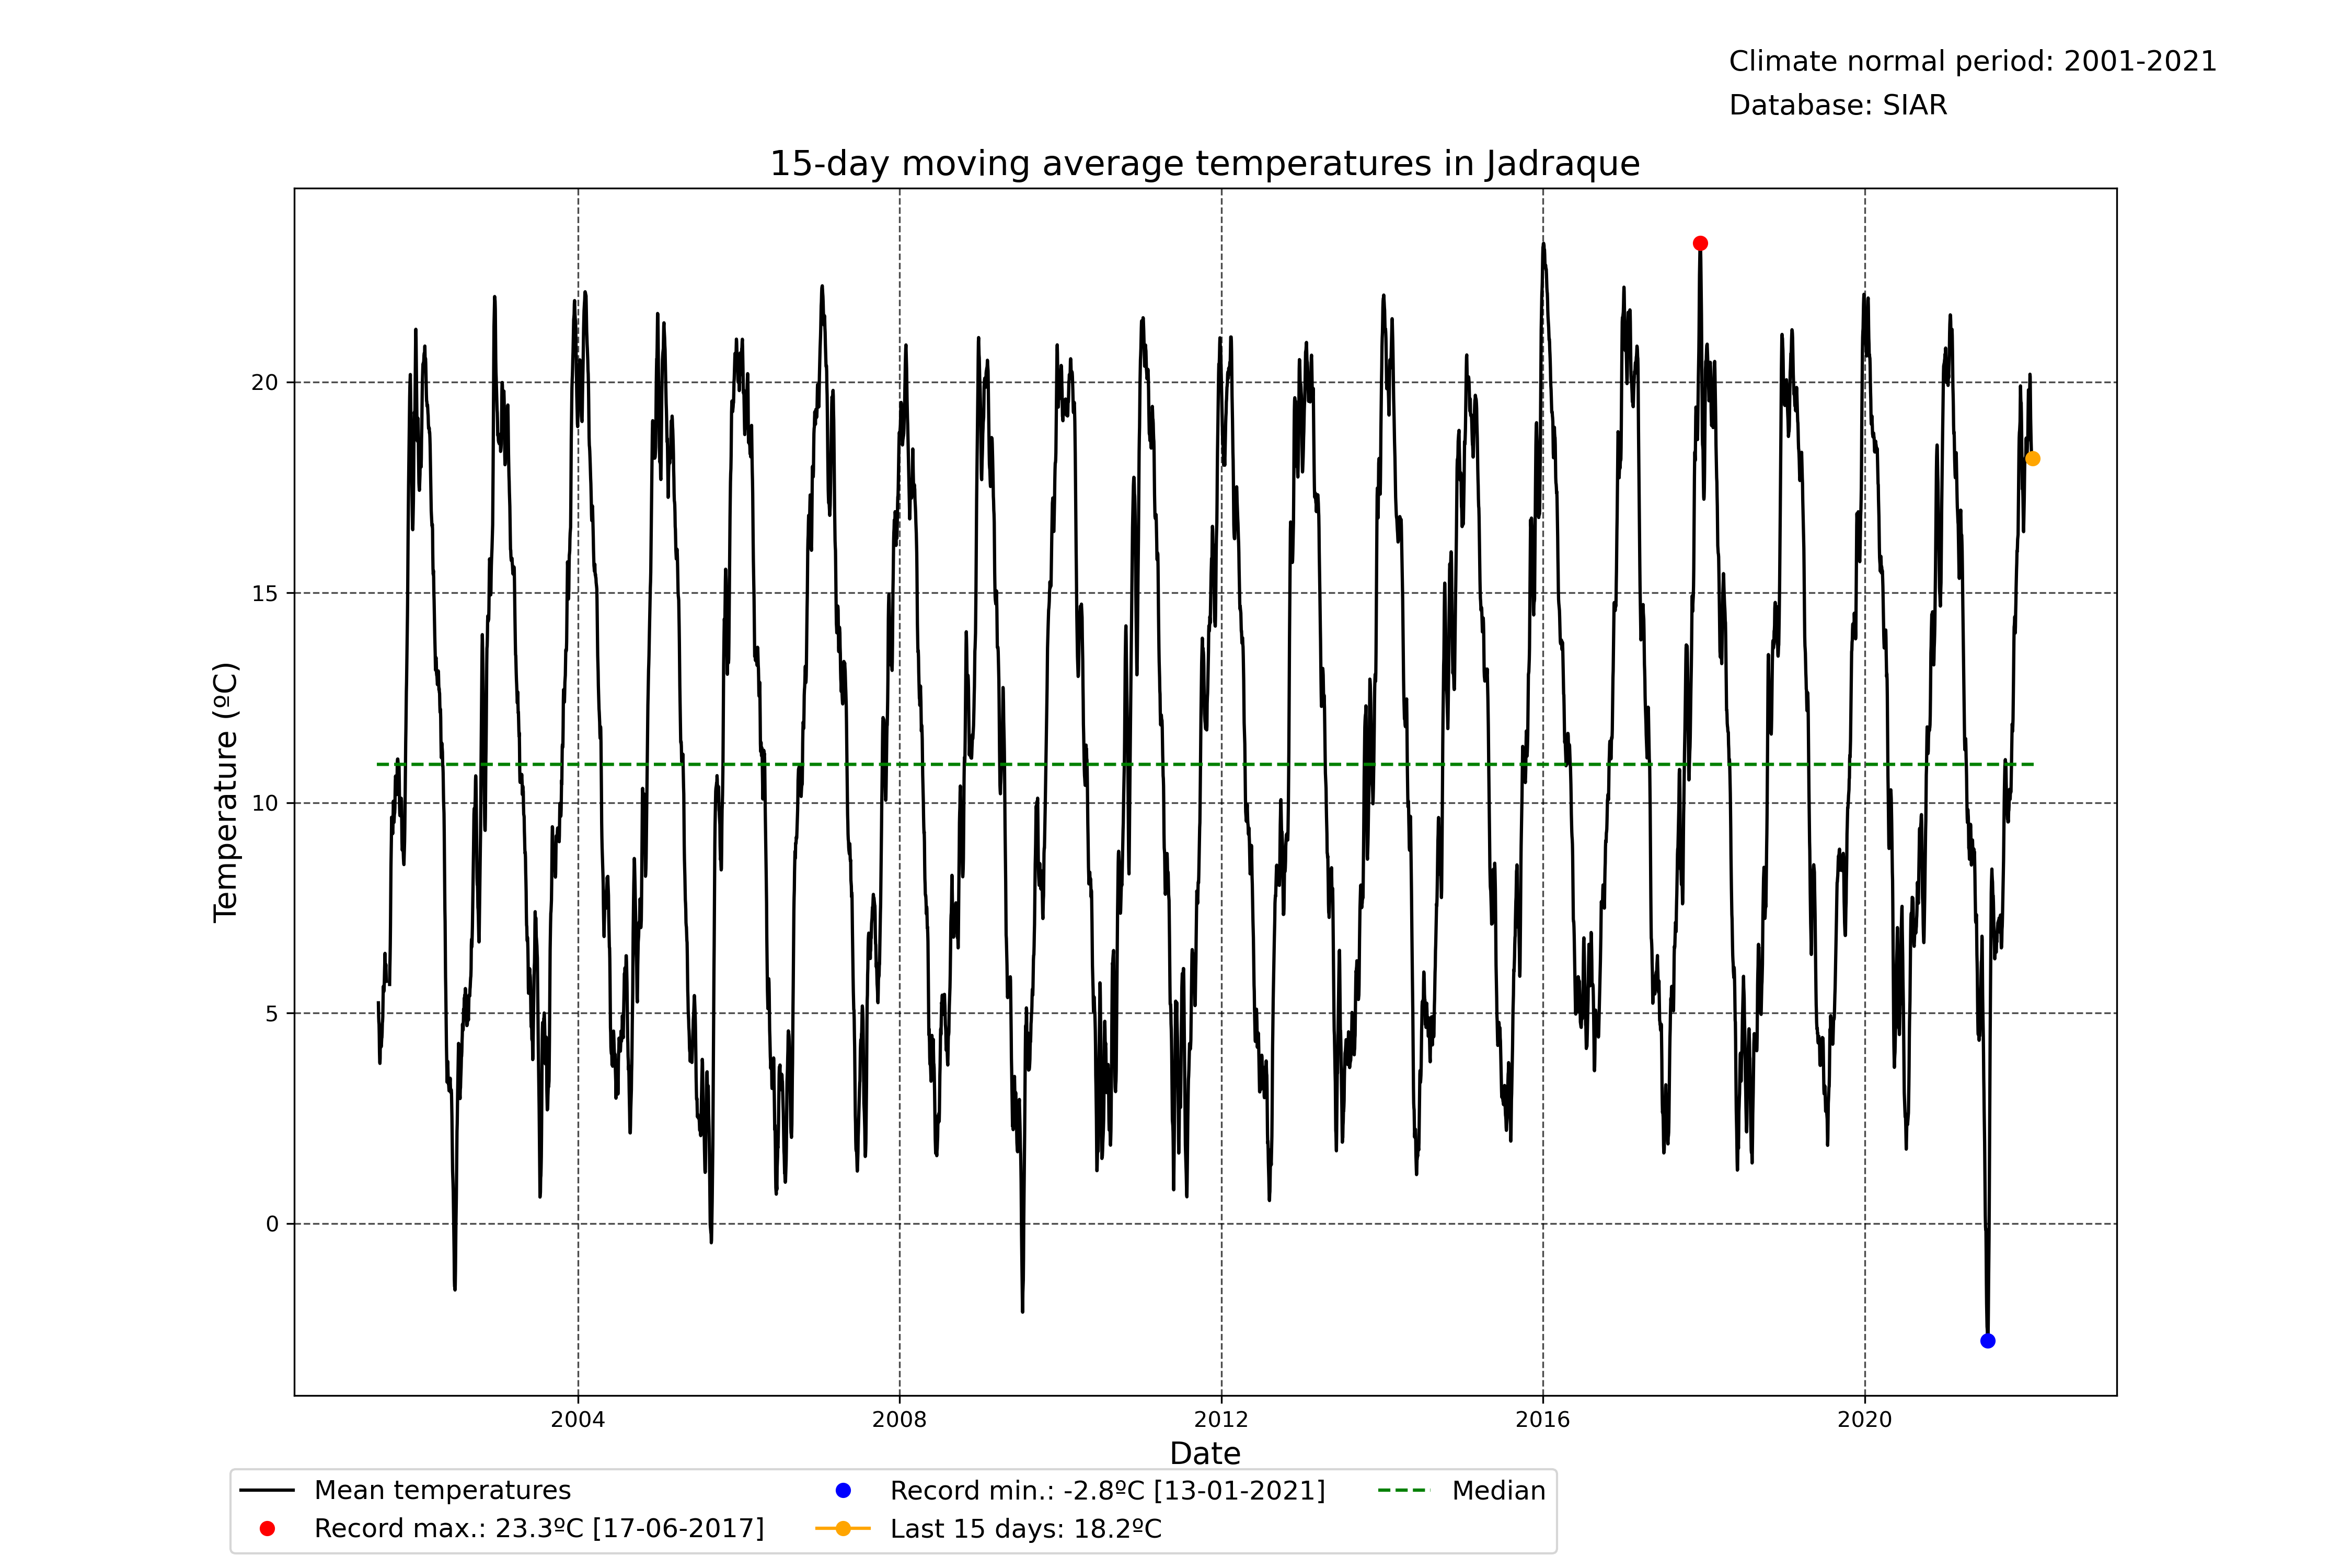 Climate normal period: 2001-2021
Database: SIAR
15-day moving average temperatures in Jadraque
Temperature (ºC)
20
15
10
5
0
2004 2008 2012 2016 2020
Date
Mean temperatures
Record max.: 23.3ºC [17-06-2017]
Record min.: -2.8ºC [13-01-2021]
Last 15 days: 18.2ºC
Median